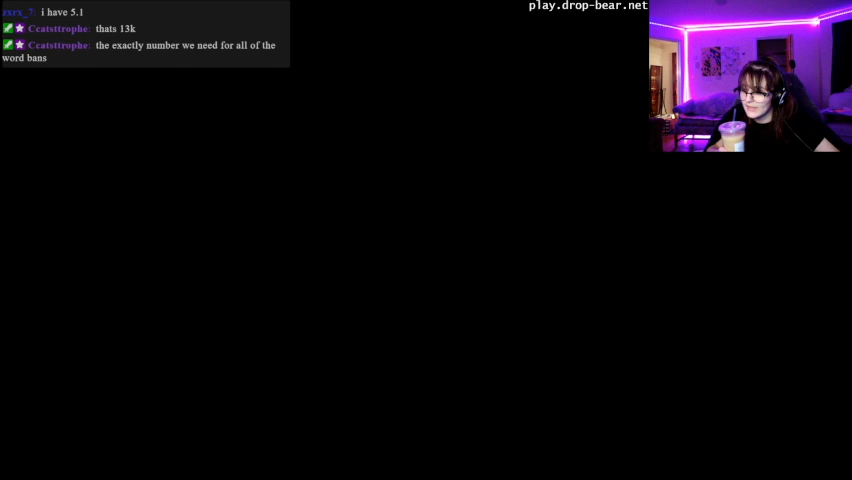 rxrx_7: i have 5.1
play.drop-bear.net
Ccatsttrophe: thats 13k
Ccatsttrophe: the exactly number we need for all of the
word bans